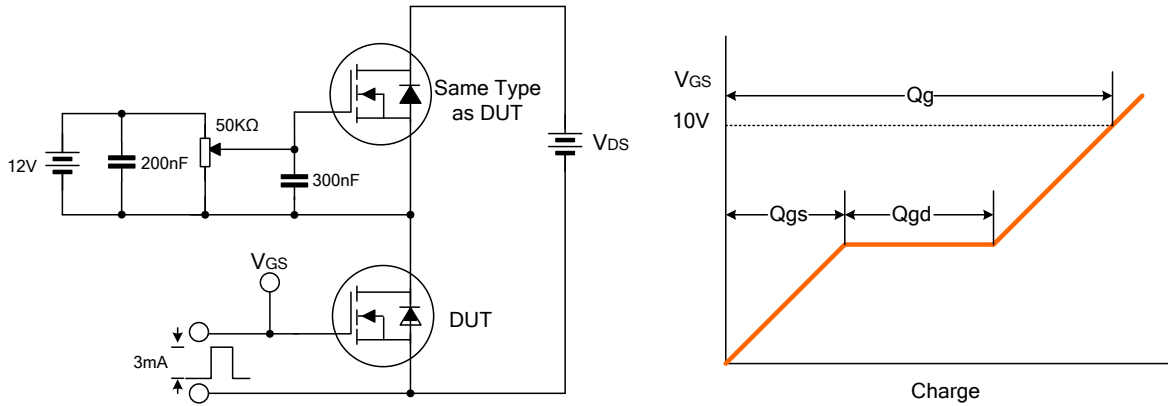 Same Type
as DUT
50KΩ
12V
200nF
300nF
VDS
VGS
DUT
3mA
VGS
10V
Qg
Qgs
Qgd
Charge